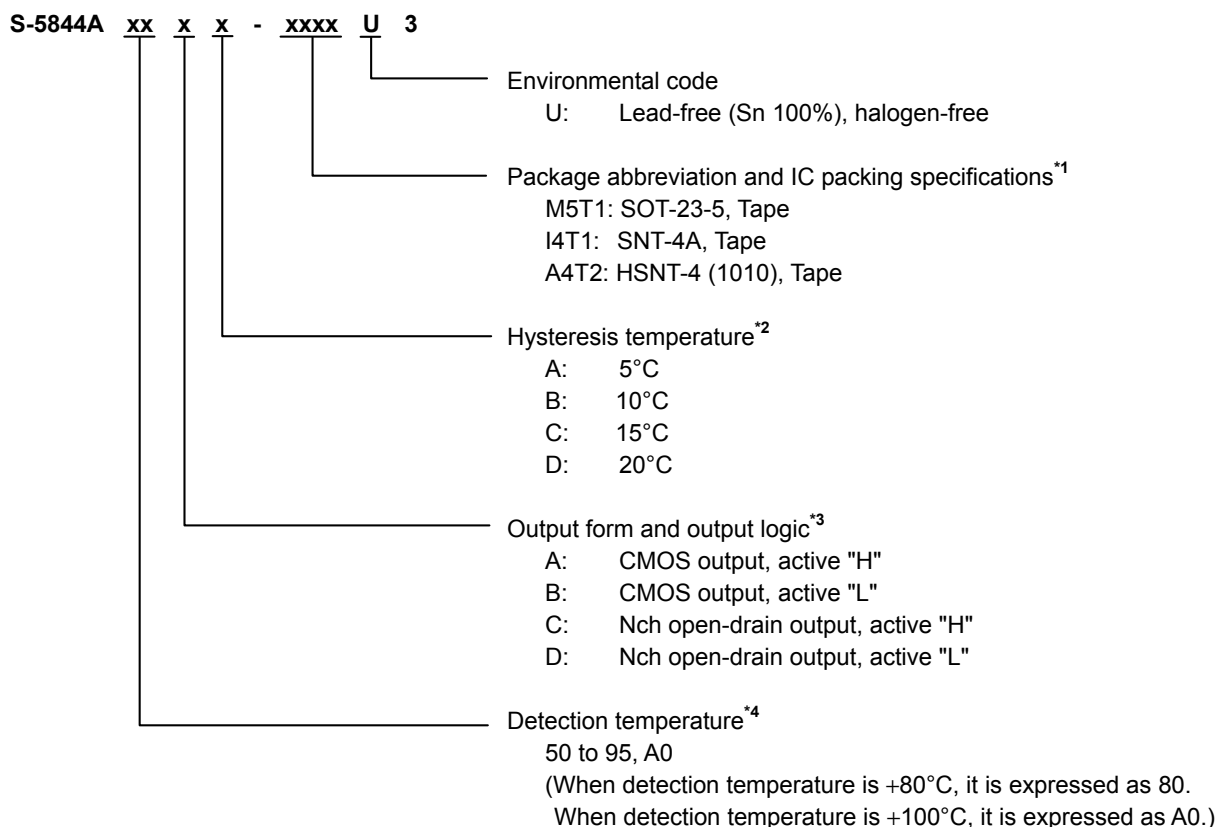 S-5844A xx x x - xxxx U 3
Environmental code
U: Lead-free (Sn 100%), halogen-free
Package abbreviation and IC packing specifications*1
M5T1: SOT-23-5, Tape
I4T1: SNT-4A, Tape
A4T2: HSNT-4 (1010), Tape
Hysteresis temperature*2
A: 5°C
B: 10°C
C: 15°C
D: 20°C
Output form and output logic*3
A: CMOS output, active "H"
B: CMOS output, active "L"
C: Nch open-drain output, active "H"
D: Nch open-drain output, active "L"
Detection temperature*4
50 to 95, A0
(When detection temperature is +80°C, it is expressed as 80.
When detection temperature is +100°C, it is expressed as A0.)